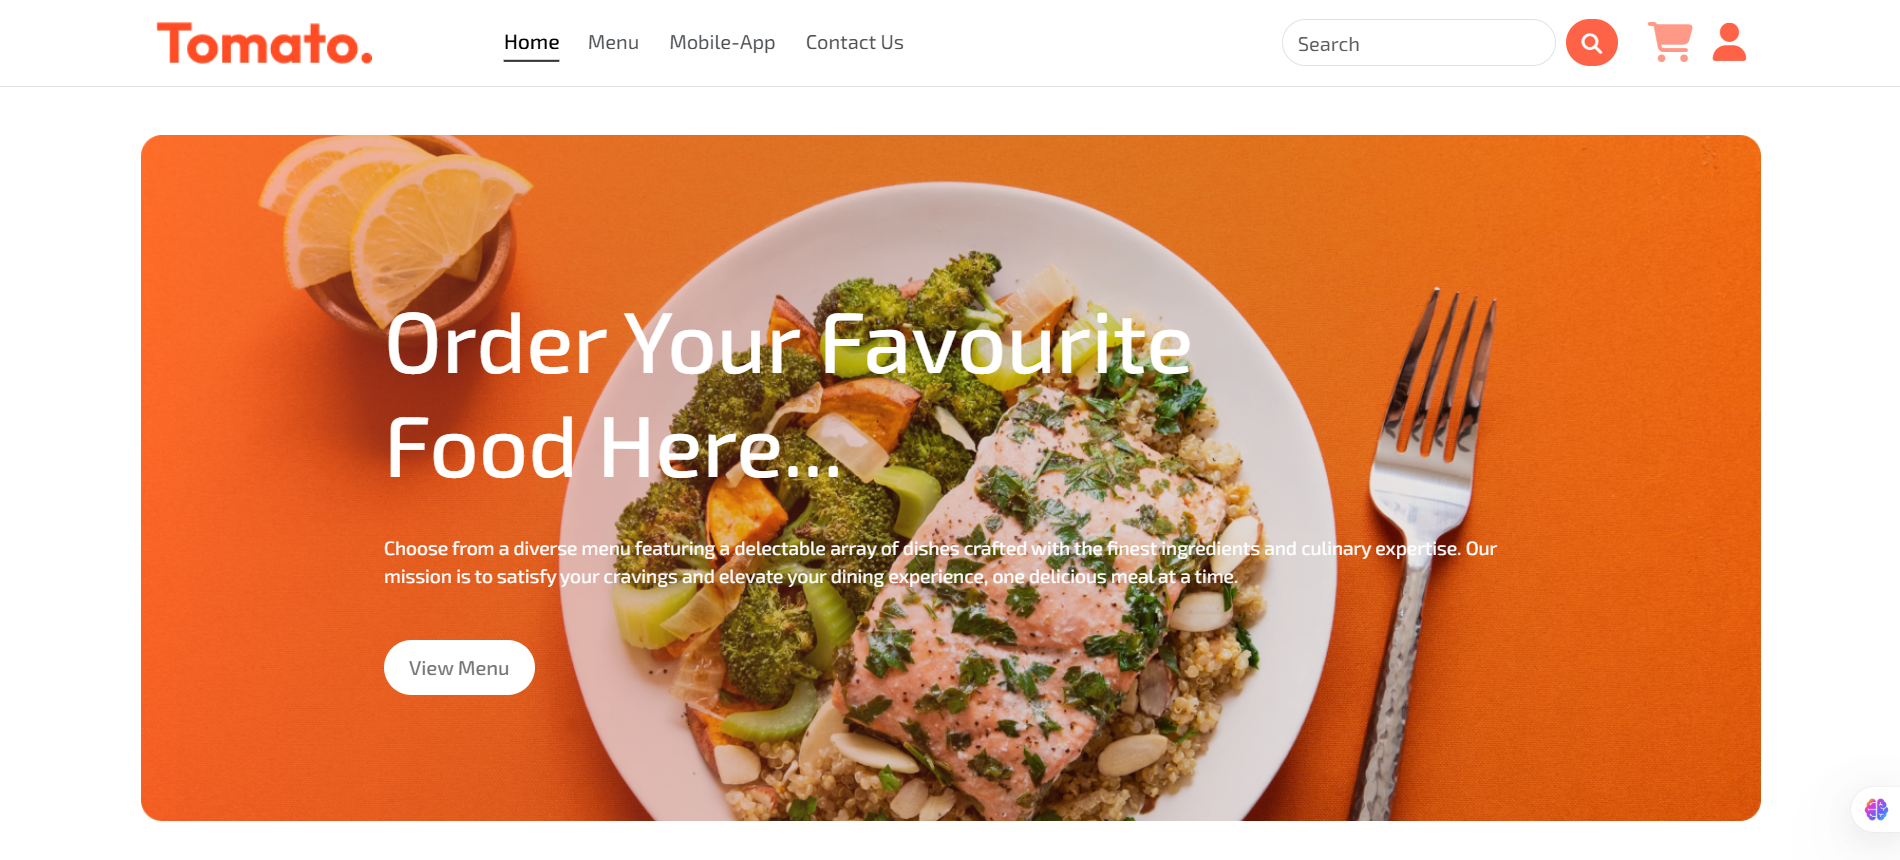 Tomato.
Home Menu Mobile-App Contact Us
Search
Order Your Favourite
Food Here...
Choose from a diverse menu featuring a delectable array of dishes crafted with the finest ingredients and culinary expertise. Our
mission is to satisfy your cravings and elevate your dining experience, one delicious meal at a time.
View Menu